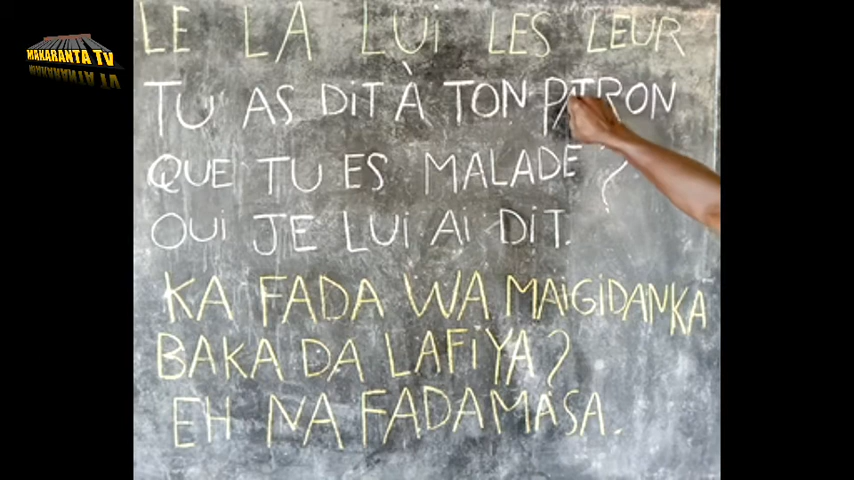 MAKARANTA TV
LE LA LUi LES LEUR
TU AS DiT À TON PATRON
QUE TU ES MALADE ?
OUi JE LUi Ai DiT.
KA FADA WA MAiGiDANKA
BAKA DA LAFiYA?
EH NA FADAMASA.